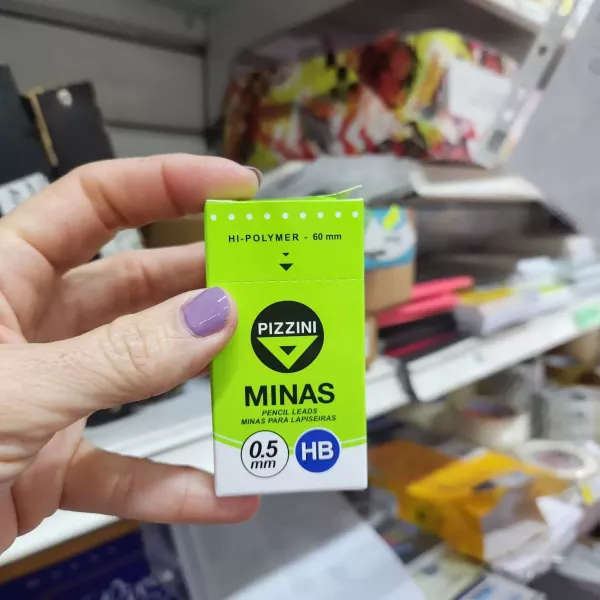 HI-POLYMER - 60 mm
PIZZINI
MINAS
PENCIL LEADS
MINAS PARA LAPISEIRAS
0.5
mm
HB